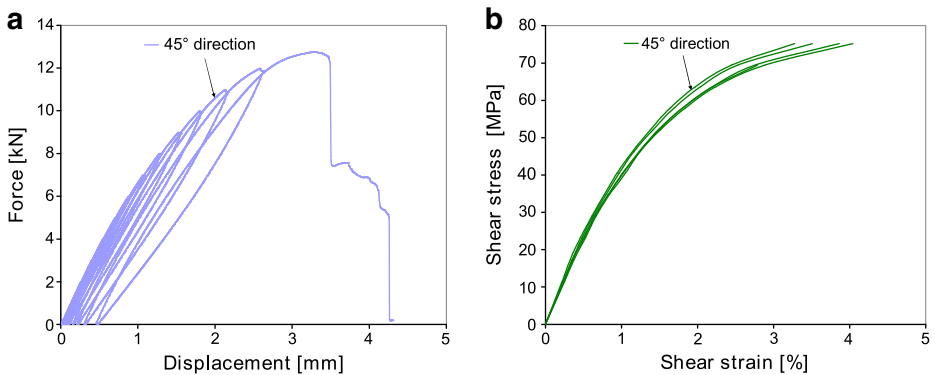 a
14
12
10
8
6
4
2
0
Force [kN]
45° direction
0 1 2 3 4 5
Displacement [mm]
b
80
70
60
50
40
30
20
10
0
Shear stress [MPa]
45° direction
0 1 2 3 4 5
Shear strain [%]